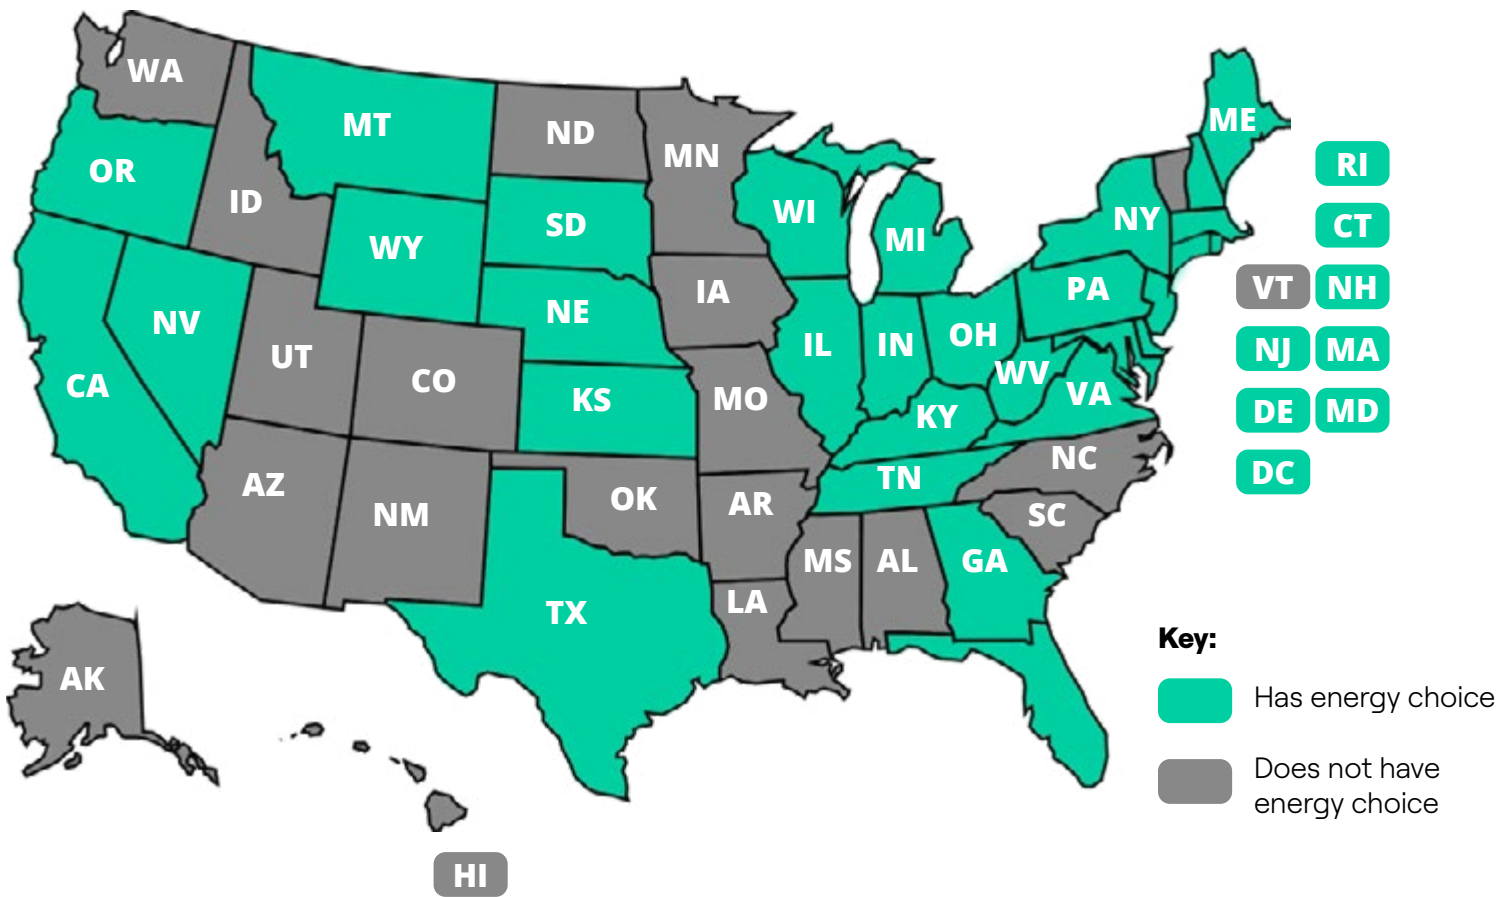 WA
MT
ND
MN
ME
OR
ID
SD
WI
MI
NY
RI
WY
CT
NV
NE
IA
PA
VT
NH
UT
CO
IL
IN
OH
NJ
MA
CA
KS
MO
WV
VA
KY
DE
MD
AZ
NM
OK
AR
TN
NC
DC
SC
TX
LA
MS
AL
GA
AK
HI
Key:
Has energy choice
Does not have
energy choice